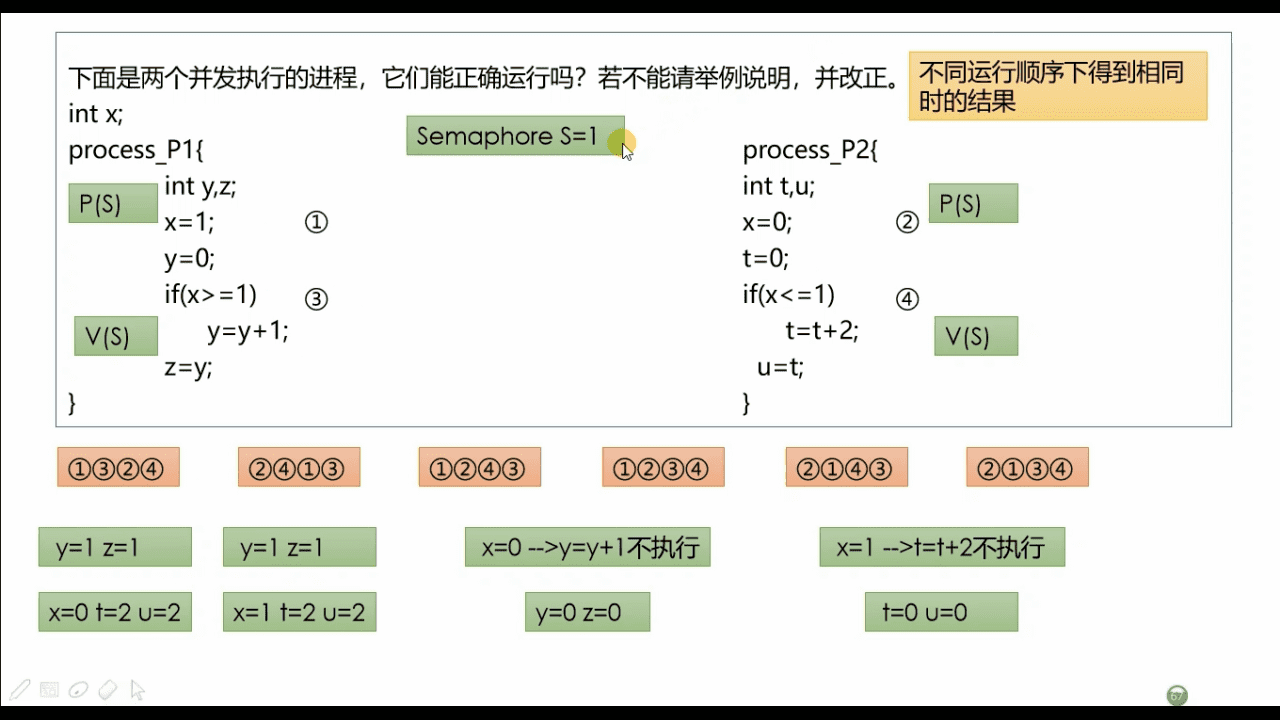 下面是两个并发执行的进程，它们能正确运行吗？若不能请举例说明，并改正。
不同运行顺序下得到相同
时的结果
int x;
Semaphore S=1
process_P1{
process_P2{
int y,z;
int t,u;
P(S)
P(S)
x=1; ①
x=0; ②
y=0;
t=0;
if(x>=1) ③
if(x<=1) ④
y=y+1;
t=t+2;
V(S)
V(S)
z=y;
u=t;
}
}
①③②④
②④①③
①②④③
①②③④
②①④③
②①③④
y=1 z=1
y=1 z=1
x=0 -->y=y+1不执行
x=1 -->t=t+2不执行
x=0 t=2 u=2
x=1 t=2 u=2
y=0 z=0
t=0 u=0
67